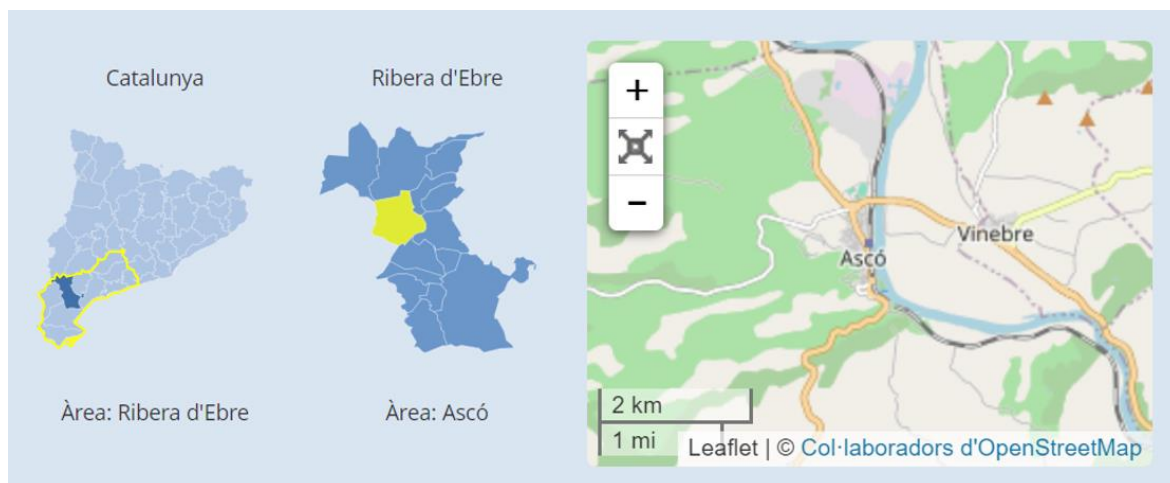 Catalunya
Ribera d'Ebre
Àrea: Ribera d'Ebre
Àrea: Ascó
+
−
Vinebre
Ascó
2 km
1 mi
Leaflet | © Col·laboradors d'OpenStreetMap